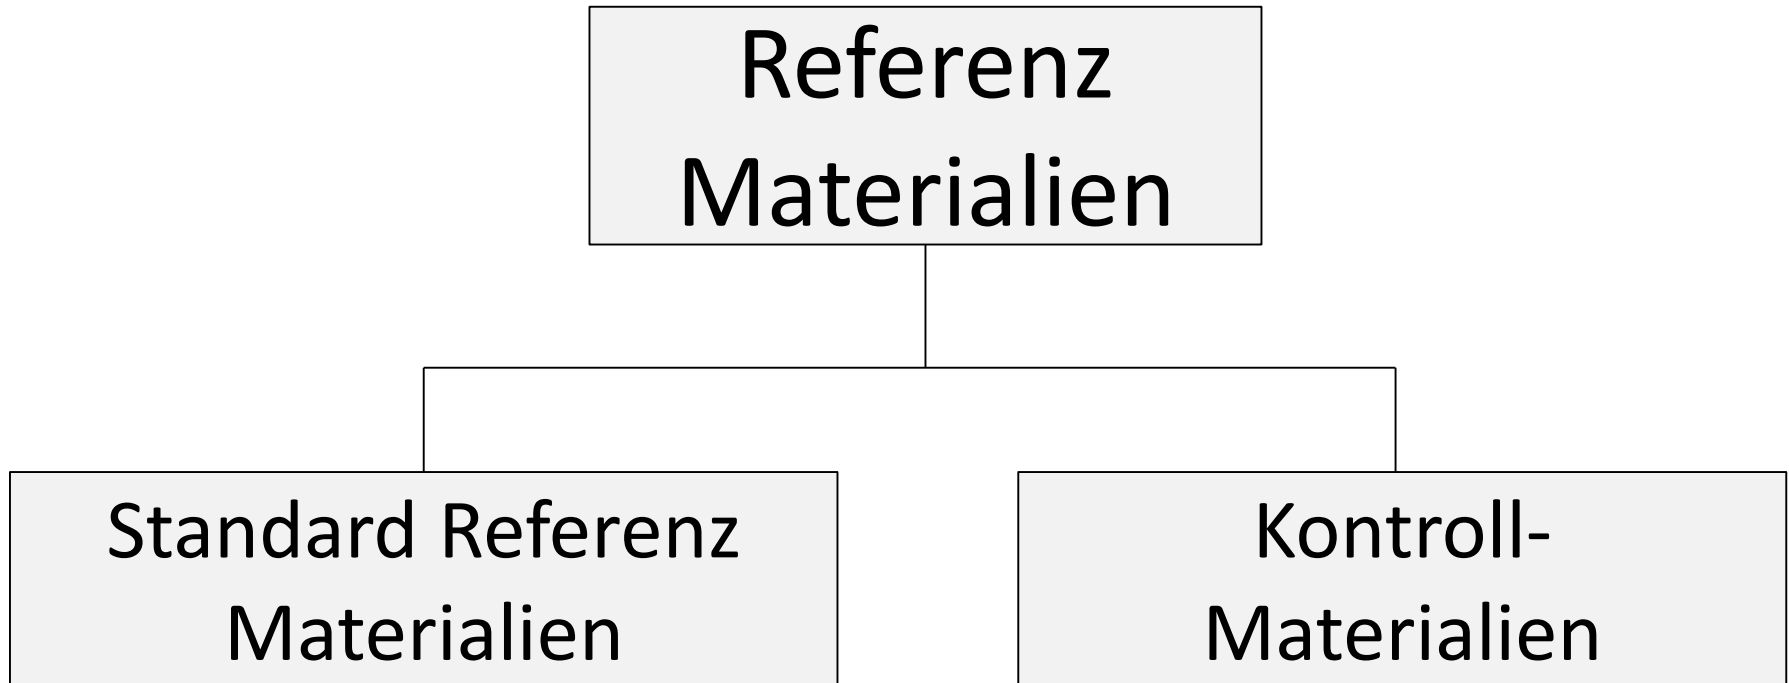 Referenz
Materialien
Standard Referenz
Materialien
Kontroll-
Materialien